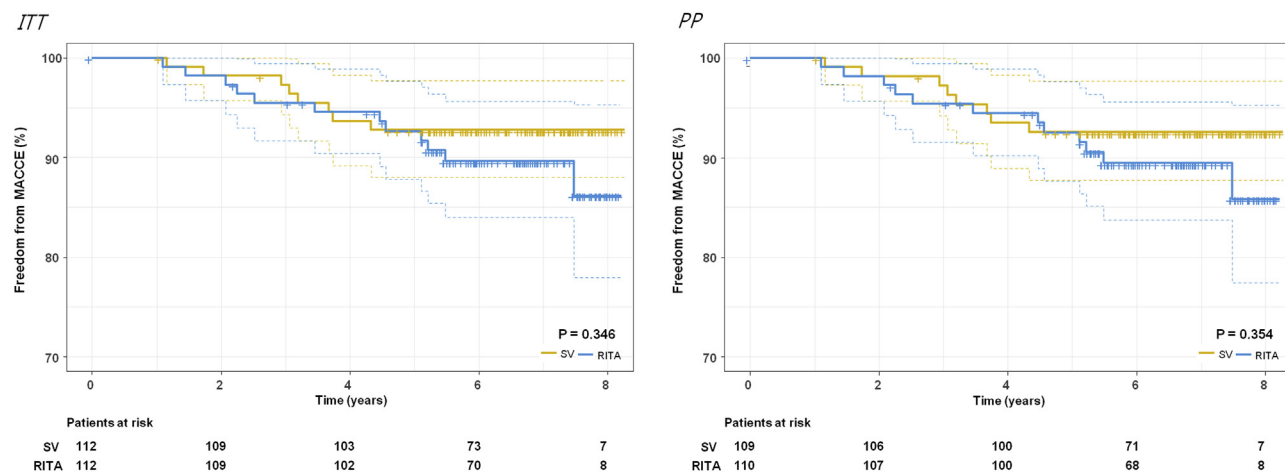 ITT
100
90
80
70
Freedom from MACCE (%)
P = 0.346
SV RITA
0 2 4 6 8
Time (years)
Patients at risk
SV 112 109 103 73 7
RITA 112 109 102 70 8
PP
100
90
80
70
Freedom from MACCE (%)
P = 0.354
SV RITA
0 2 4 6 8
Time (years)
Patients at risk
SV 109 106 100 71 7
RITA 110 107 100 68 8